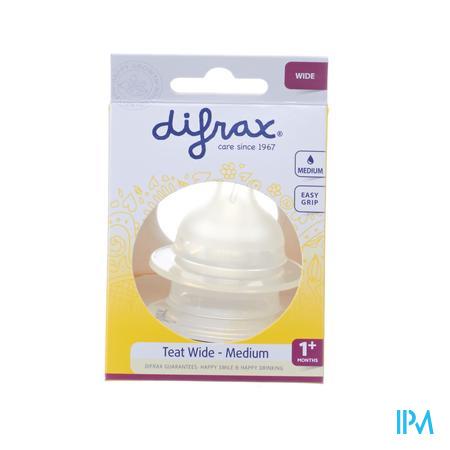 WIDE
difrax®
care since 1967
MEDIUM
EASY
GRIP
Teat Wide - Medium
DIFRAX GUARANTEES: HAPPY SMILE & HAPPY DRINKING
1+
MONTHS
IPM